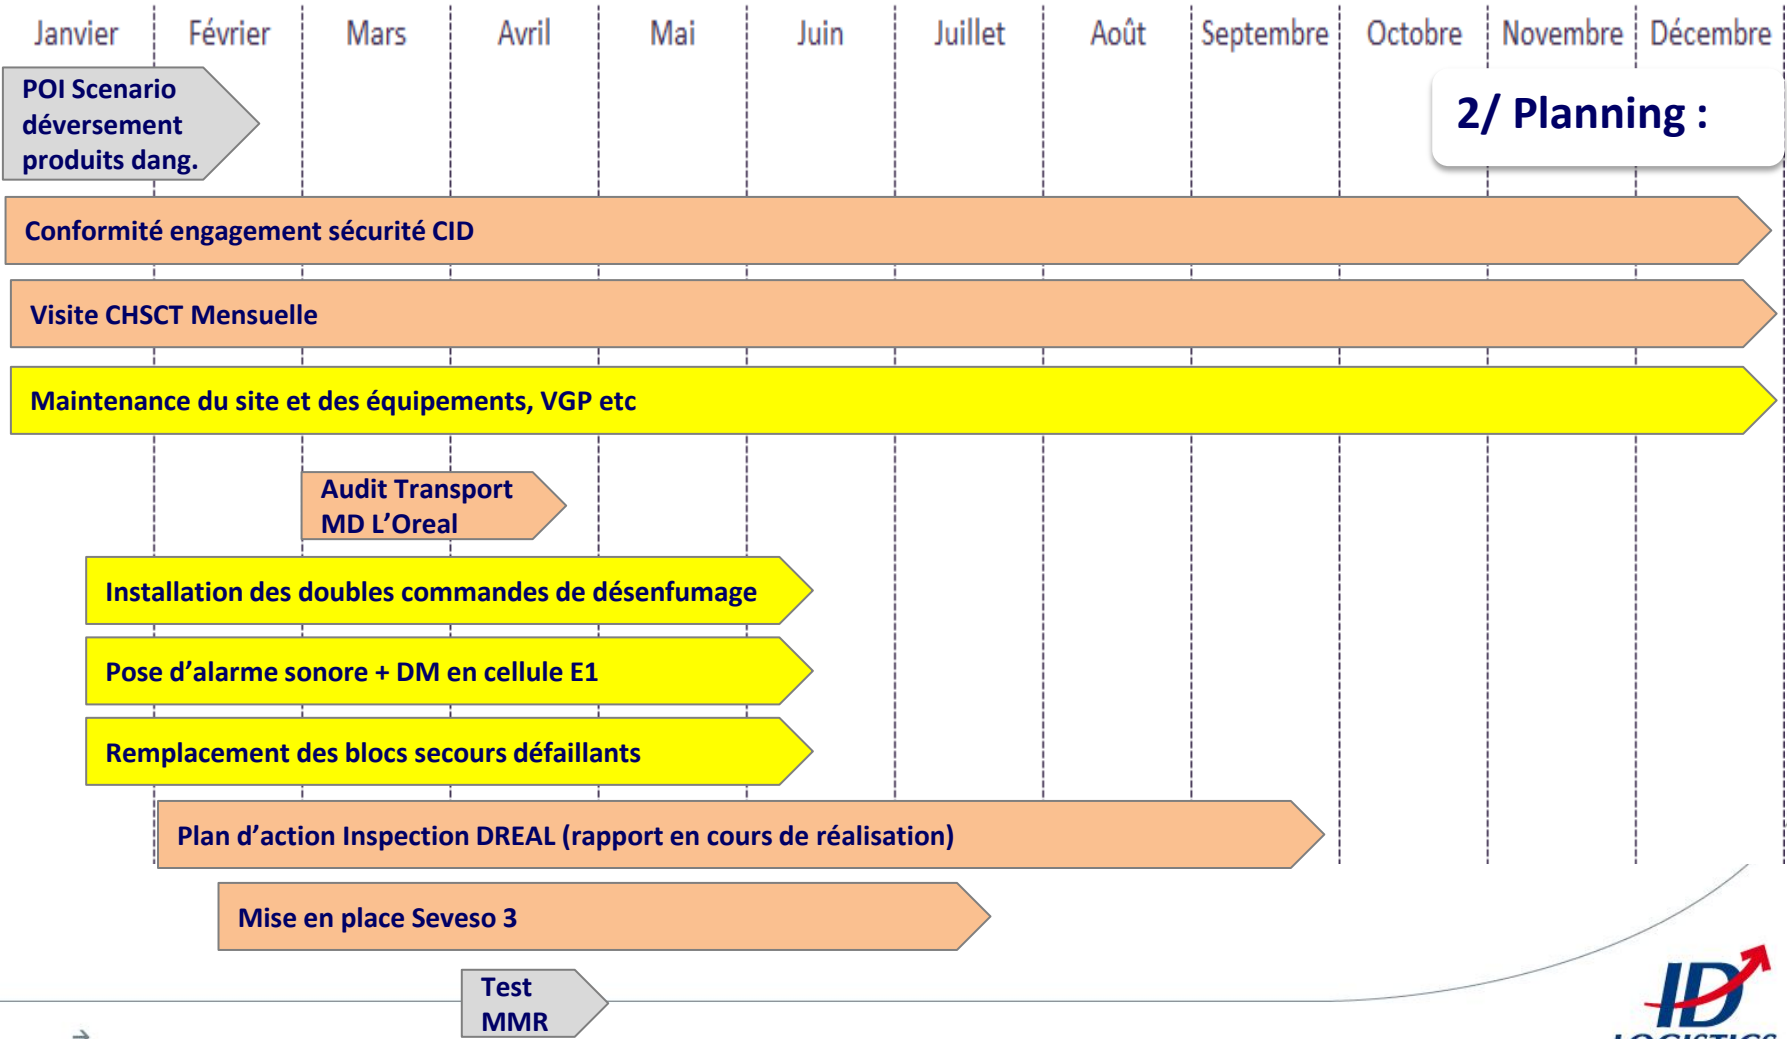 Janvier Février Mars Avril Mai Juin Juillet Août Septembre Octobre Novembre Décembre
POI Scenario
déversement
produits dang.
2/ Planning :
Conformité engagement sécurité CID
Visite CHSCT Mensuelle
Maintenance du site et des équipements, VGP etc
Audit Transport
MD L’Oreal
Installation des doubles commandes de désenfumage
Pose d’alarme sonore + DM en cellule E1
Remplacement des blocs secours défaillants
Plan d’action Inspection DREAL (rapport en cours de réalisation)
Mise en place Seveso 3
Test
MMR
ID
LOGISTICS